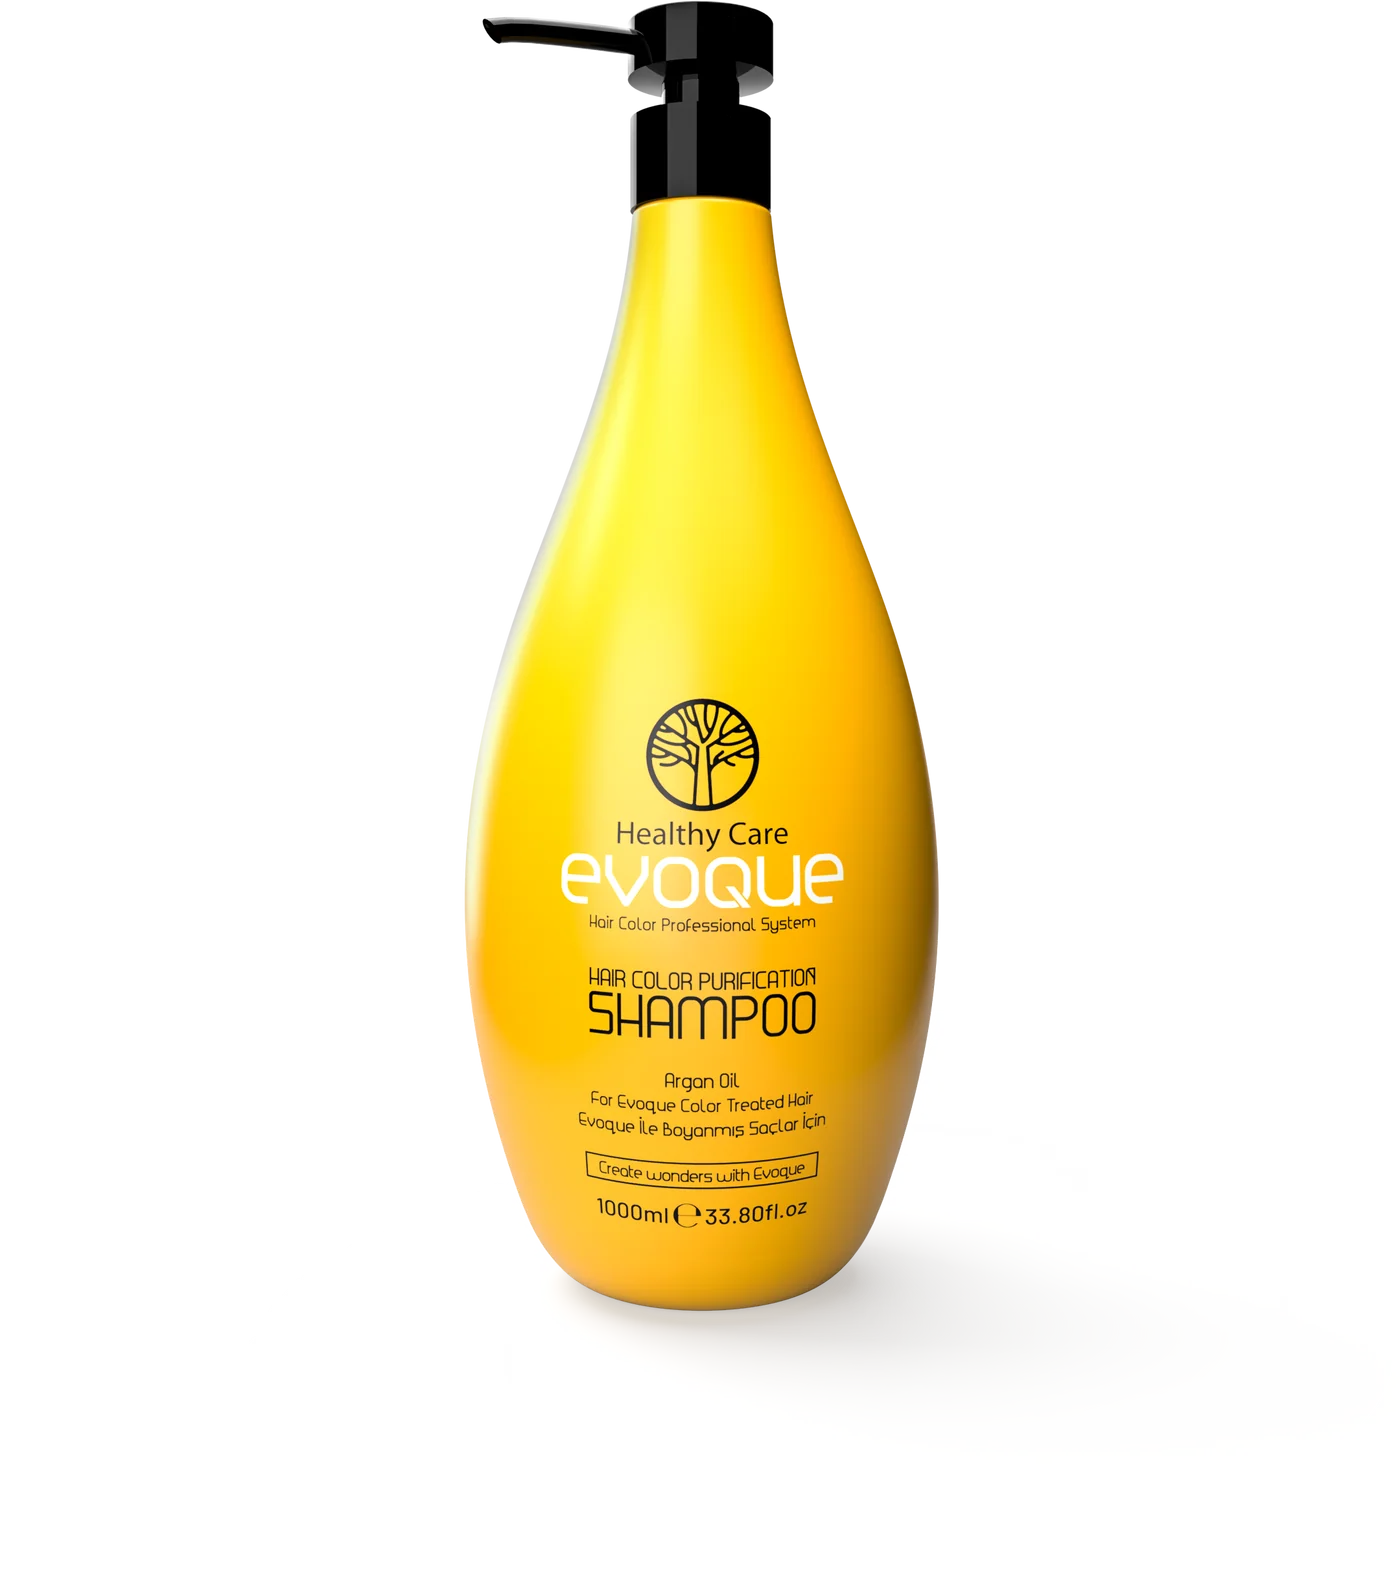 Healthy Care
evoque
Hair Color Professional System
HAIR COLOR PURIFICATION
SHAMPOO
Argan Oil
For Evoque Color Treated Hair
Evoque İle Boyanmış Saçlar İçin
Create wonders with Evoque
1000ml ℮ 33.80fl.oz